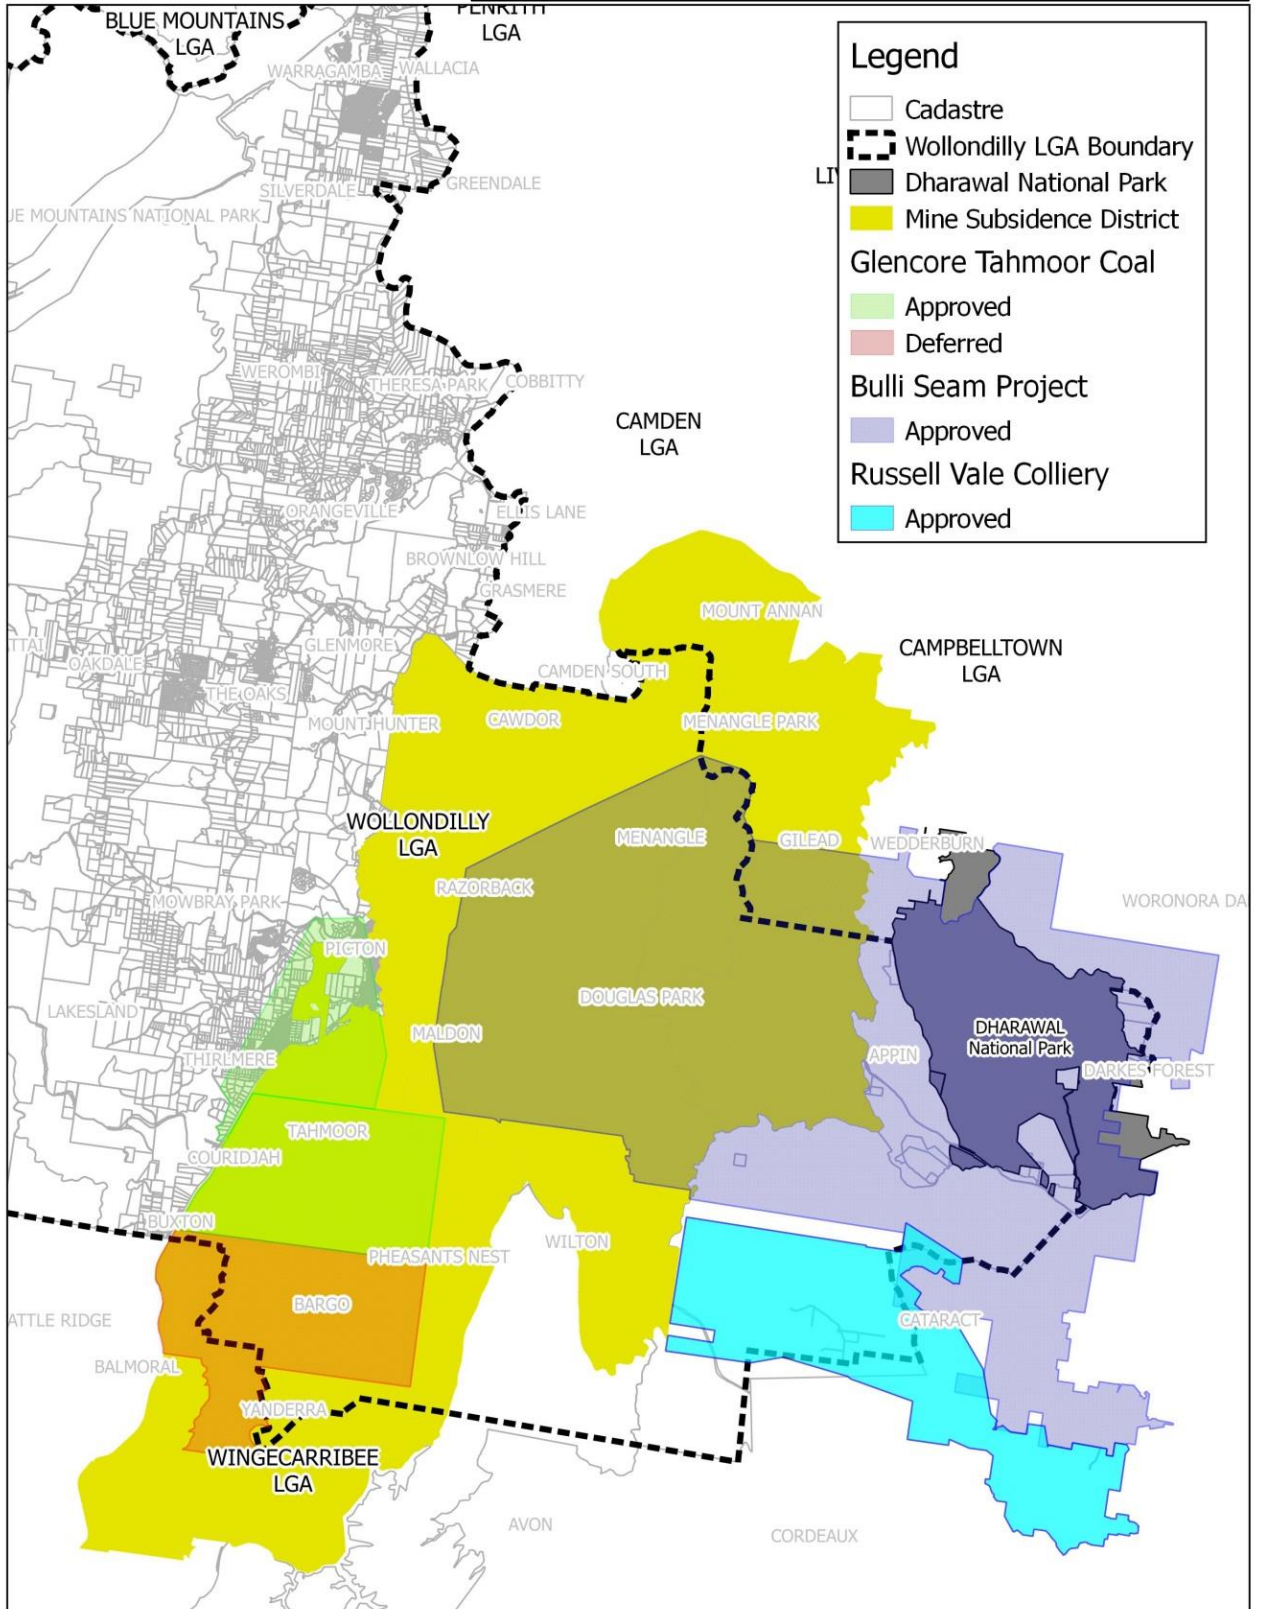 BLUE MOUNTAINS
LGA
PENRITH
LGA
WARRAGAMBA
WALLACIA
SILVERDALE
GREENDALE
UE MOUNTAINS NATIONAL PARK
LI
Legend
Cadastre
Wollondilly LGA Boundary
Dharawal National Park
Mine Subsidence District
Glencore Tahmoor Coal
Approved
Deferred
Bulli Seam Project
Approved
Russell Vale Colliery
Approved
WEROMBI
THERESA PARK
COBBITTY
CAMDEN
LGA
ORANGEVILLE
ELLIS LANE
BROWNLOW HILL
GRASMERE
MOUNT ANNAN
TTAI
OAKDALE
GLENMORE
CAMDEN SOUTH
CAMPBELLTOWN
LGA
THE OAKS
MOUNT HUNTER
CAWDOR
MENANGLE PARK
WOLLONDILLY
LGA
MENANGLE
GILEAD
WEDDERBURN
RAZORBACK
MOWBRAY PARK
WORONORA DA
PICTON
DOUGLAS PARK
LAKESLAND
MALDON
DHARAWAL
National Park
THIRLMERE
APPIN
DARKES FOREST
TAHMOOR
COURIDJAH
BUXTON
PHEASANTS NEST
WILTON
BARGO
ATTLE RIDGE
CATARACT
BALMORAL
YANDERRA
WINGECARRIBEE
LGA
AVON
CORDEAUX